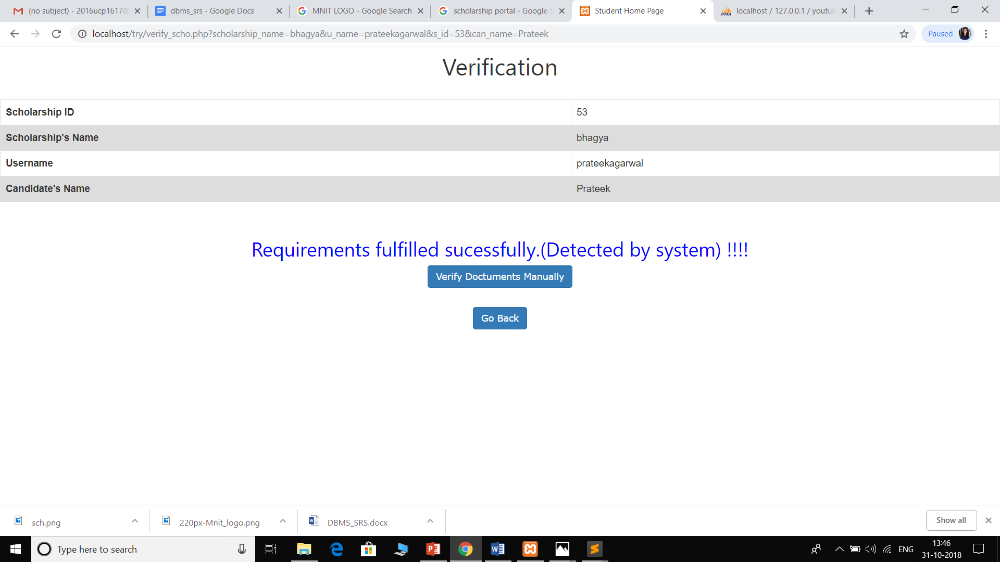 (no subject) - 2016ucp1617@
dbms_srs - Google Docs
MNIT LOGO - Google Search
scholarship portal - Google S
Student Home Page
PMA
localhost / 127.0.0.1 / youtub
localhost/try/verify_scho.php?scholarship_name=bhagya&u_name=prateekagarwal&s_id=53&can_name=Prateek
Paused
Verification
Scholarship ID 53
Scholarship's Name bhagya
Username prateekagarwal
Candidate's Name Prateek
Requirements fulfilled sucessfully.(Detected by system) !!!!
Verify Doctuments Manually
Go Back
sch.png
220px-Mnit_logo.png
DBMS_SRS.docx
Show all
Type here to search
ENG
13:46
31-10-2018